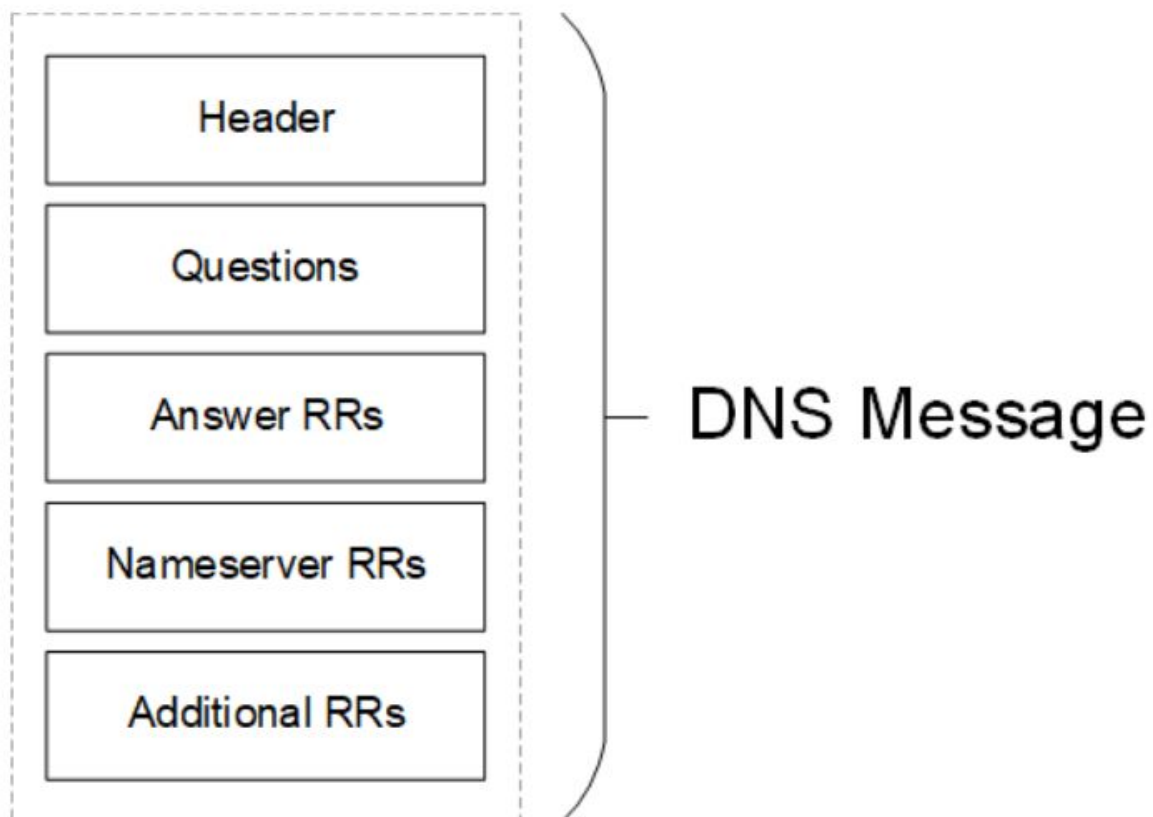 Header
Questions
Answer RRs
Nameserver RRs
Additional RRs
DNS Message